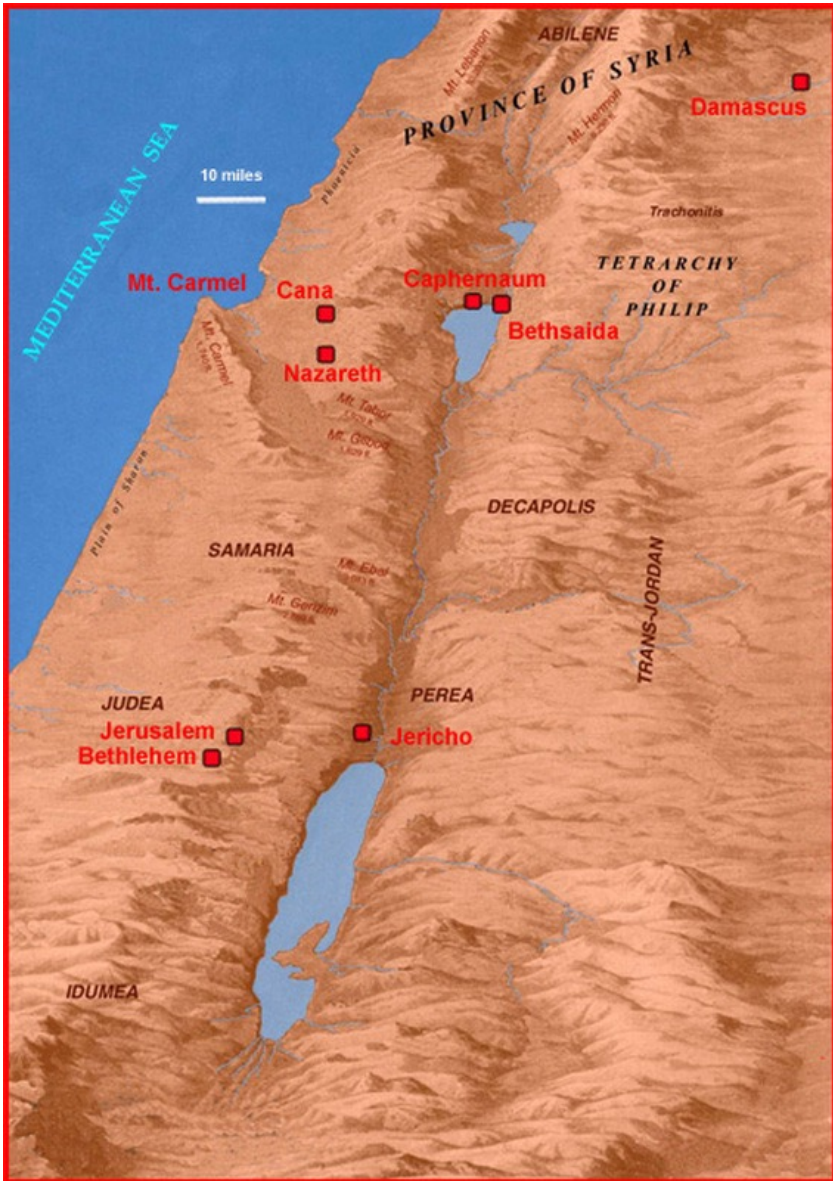 ABILENE
Mt. Lebanon
PROVINCE OF SYRIA
Damascus
Mt. Hermon
MEDITERRANEAN SEA
10 miles
Phoenicia
Trachonitis
TETRARCHY
OF
PHILIP
Mt. Carmel
Cana
Caphernaum
Bethsaida
Mt. Carmel
Nazareth
Mt. Tabor
Mt. Gilboa
Plain of Sharon
DECAPOLIS
SAMARIA
Mt. Ebal
Mt. Gerizim
TRANS-JORDAN
JUDEA
PEREA
Jerusalem
Jericho
Bethlehem
IDUMEA